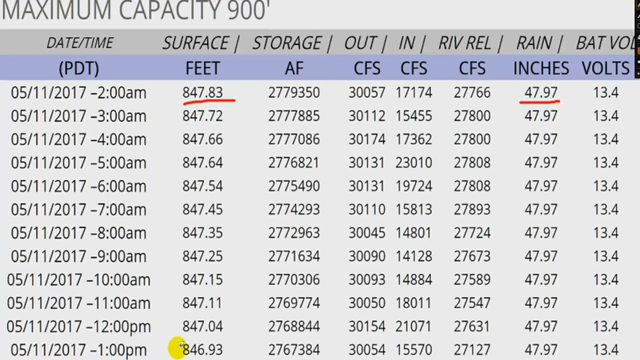 MAXIMUM CAPACITY 900'
DATE/TIME SURFACE | STORAGE | OUT | IN | RIV REL | RAIN | BAT VOL
(PDT) FEET AF CFS CFS CFS INCHES VOLTS
05/11/2017 –2:00am 847.83 2779350 30057 17174 27766 47.97 13.4
05/11/2017 –3:00am 847.72 2777885 30112 15455 27800 47.97 13.4
05/11/2017 –4:00am 847.66 2777086 30174 17362 27800 47.97 13.4
05/11/2017 –5:00am 847.64 2776821 30131 23010 27808 47.97 13.4
05/11/2017 –6:00am 847.54 2775490 30131 19724 27808 47.97 13.4
05/11/2017 –7:00am 847.45 2774293 30110 15813 27893 47.97 13.4
05/11/2017 –8:00am 847.35 2772963 30045 14801 27724 47.97 13.4
05/11/2017 –9:00am 847.25 2771634 30090 14128 27673 47.97 13.4
05/11/2017 –10:00am 847.15 2770306 30093 14884 27589 47.97 13.4
05/11/2017 –11:00am 847.11 2769774 30050 18011 27547 47.97 13.4
05/11/2017 –12:00pm 847.04 2768844 30154 21071 27631 47.97 13.4
05/11/2017 –1:00pm 846.93 2767384 30054 15570 27127 47.97 13.4